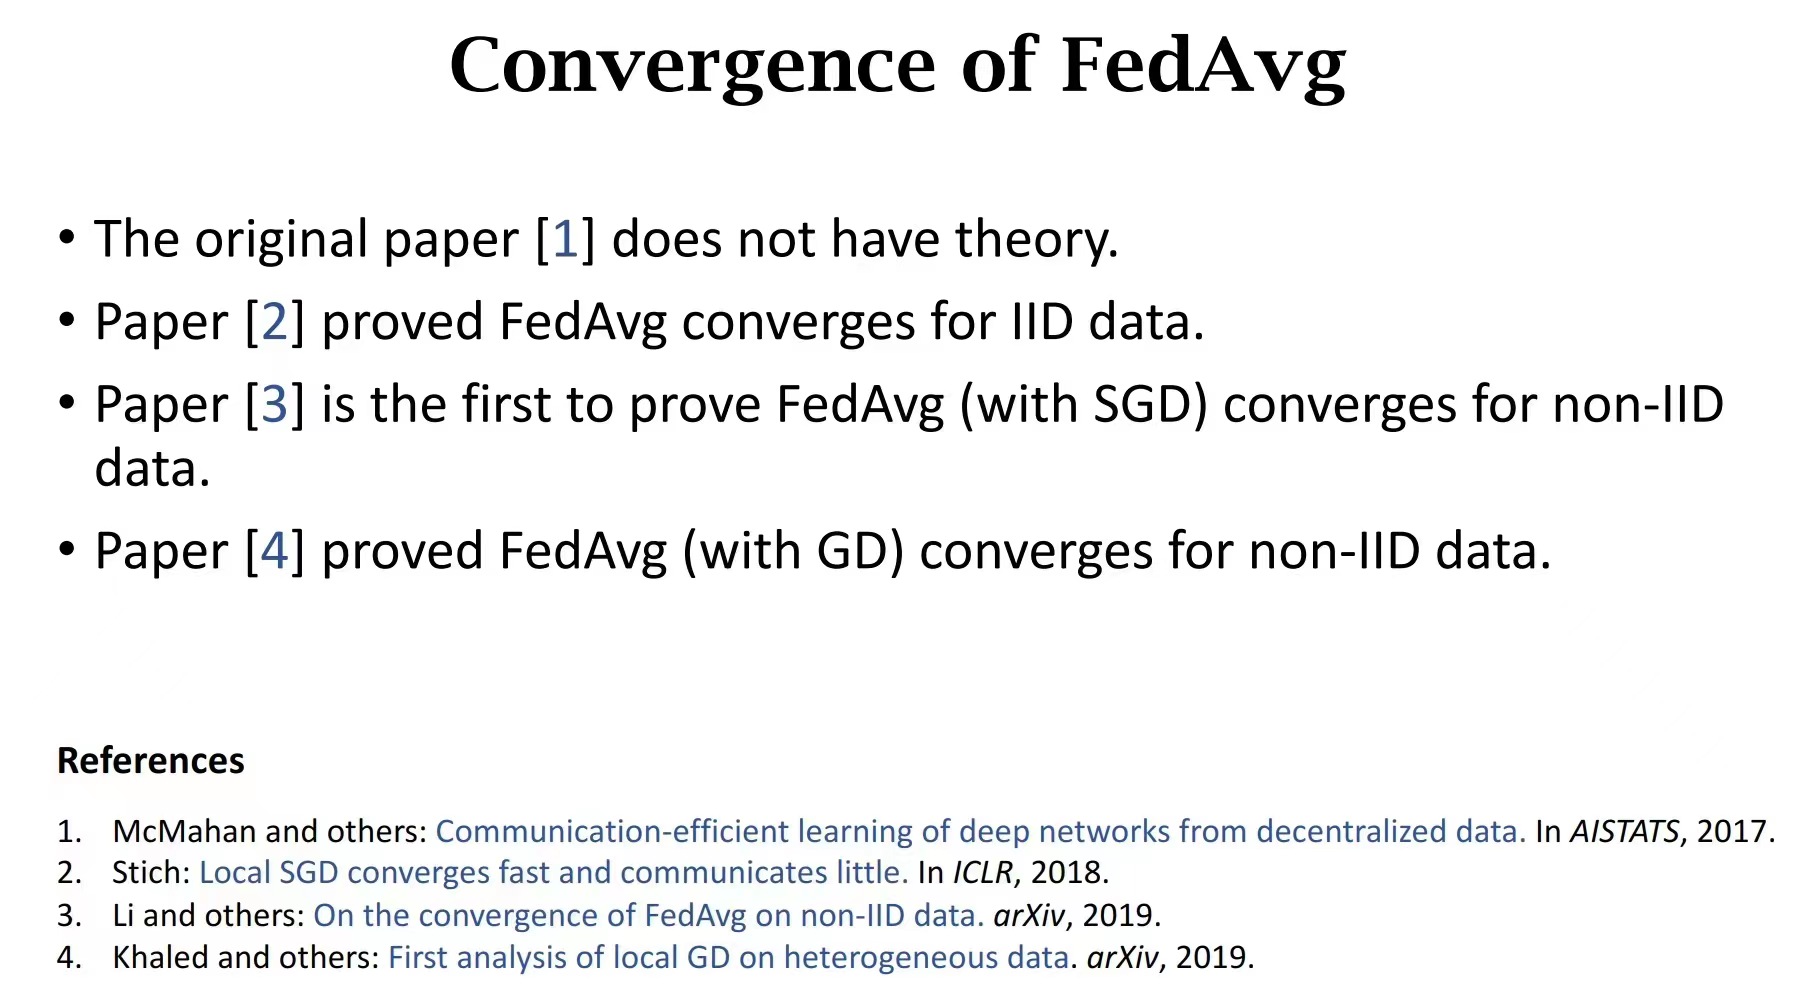 Convergence of FedAvg
• The original paper [1] does not have theory.
• Paper [2] proved FedAvg converges for IID data.
• Paper [3] is the first to prove FedAvg (with SGD) converges for non-IID
data.
• Paper [4] proved FedAvg (with GD) converges for non-IID data.
References
1. McMahan and others: Communication-efficient learning of deep networks from decentralized data. In AISTATS, 2017.
2. Stich: Local SGD converges fast and communicates little. In ICLR, 2018.
3. Li and others: On the convergence of FedAvg on non-IID data. arXiv, 2019.
4. Khaled and others: First analysis of local GD on heterogeneous data. arXiv, 2019.